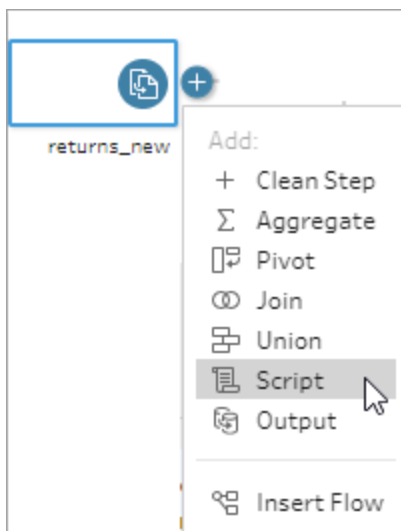 returns_new
Add:
Clean Step
Aggregate
Pivot
Join
Union
Script
Output
Insert Flow